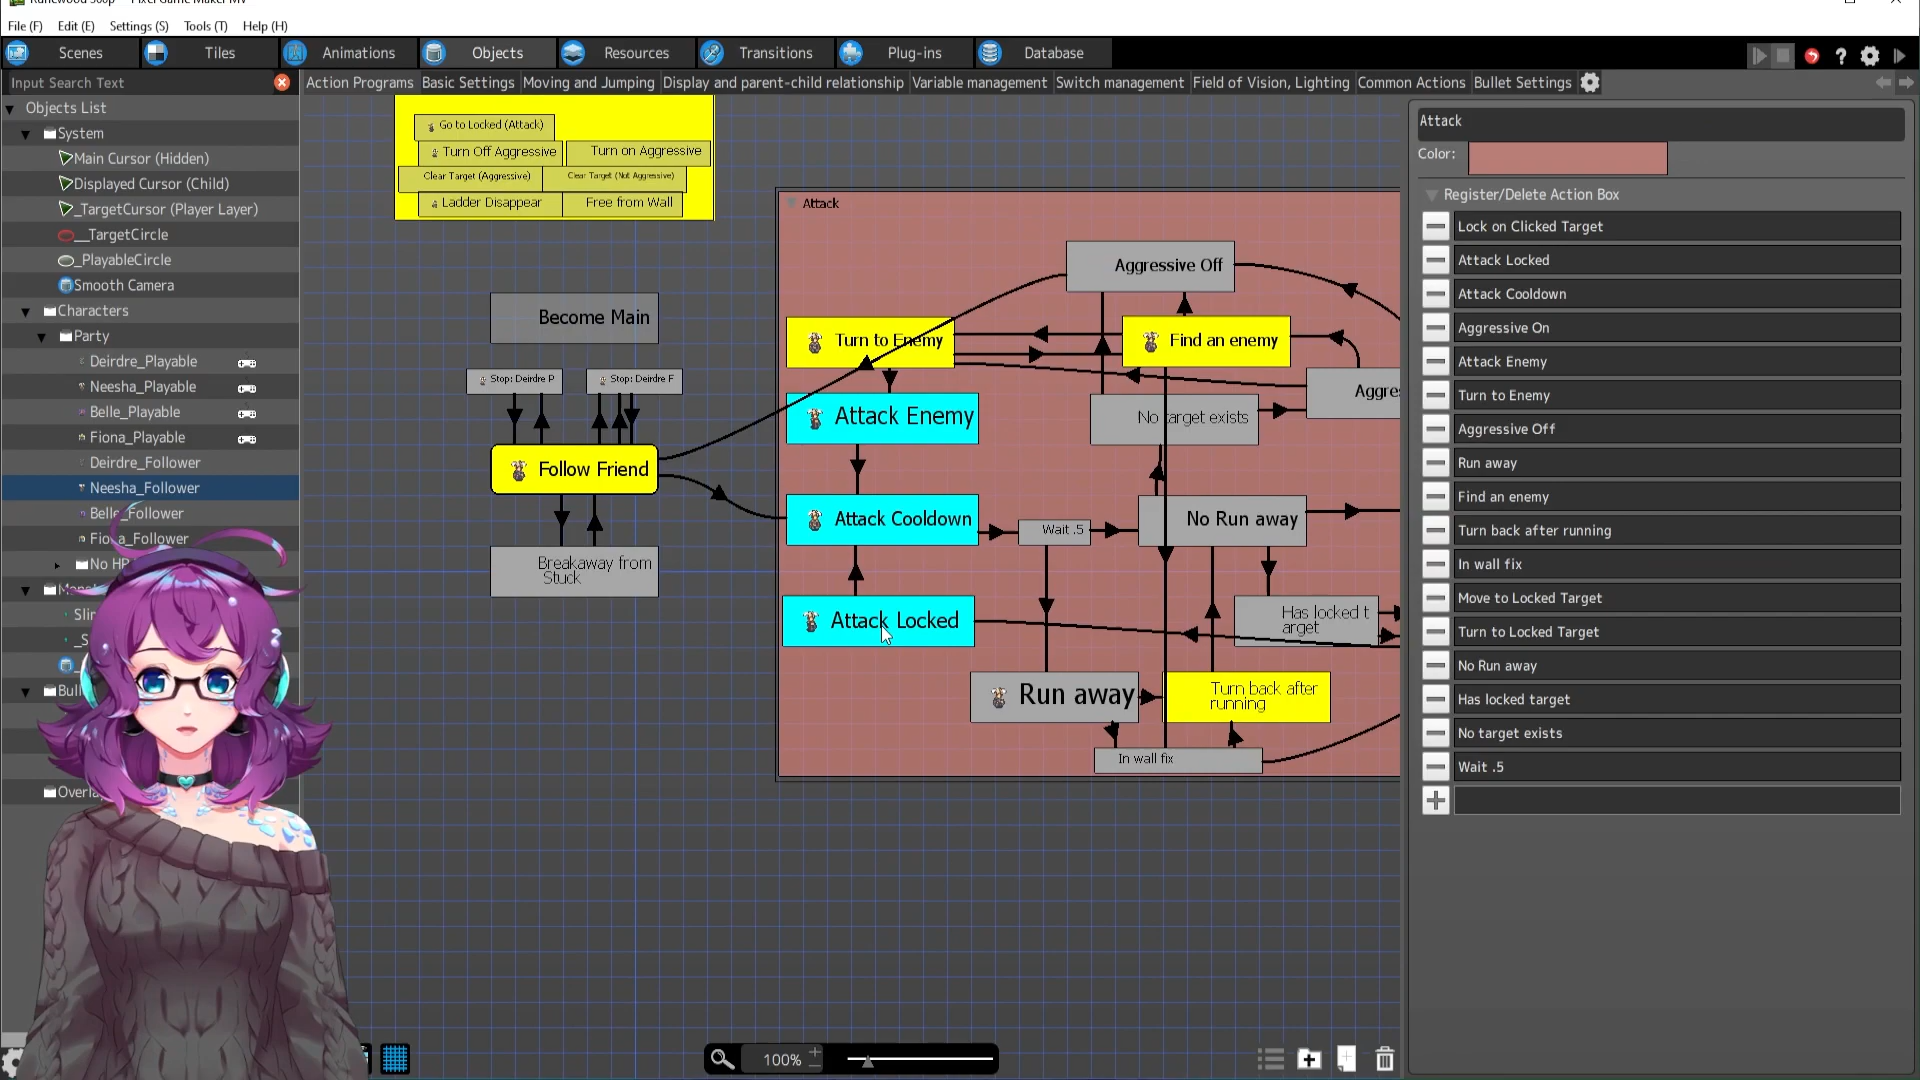 File (F) Edit (E) Settings (S) Tools (T) Help (H)
Scenes Tiles Animations Objects Resources Transitions Plug-ins Database
Input Search Text
Action Programs Basic Settings Moving and Jumping Display and parent-child relationship Variable management Switch management Field of Vision, Lighting Common Actions Bullet Settings
Objects List
System
Main Cursor (Hidden)
Displayed Cursor (Child)
_TargetCursor (Player Layer)
__TargetCircle
_PlayableCircle
Smooth Camera
Characters
Party
Deirdre_Playable
Neesha_Playable
Belle_Playable
Fiona_Playable
Deirdre_Follower
Neesha_Follower
Belle_Follower
No HP
Go to Locked (Attack)
Turn Off Aggressive
Turn on Aggressive
Clear Target (Aggressive)
Clear Target (Not Aggressive)
Ladder Disappear
Free from Wall
Become Main
Stop: Deirdre P
Stop: Deirdre F
Follow Friend
Breakaway from
Stuck
Attack
Aggressive Off
Turn to Enemy
Find an enemy
Aggres
Attack Enemy
No target exists
Attack Cooldown
Wait .5
No Run away
Attack Locked
Has locked t
arget
Run away
Turn back after
running
In wall fix
100%
Attack
Color:
Register/Delete Action Box
Lock on Clicked Target
Attack Locked
Attack Cooldown
Aggressive On
Attack Enemy
Turn to Enemy
Aggressive Off
Run away
Find an enemy
Turn back after running
In wall fix
Move to Locked Target
Turn to Locked Target
No Run away
Has locked target
No target exists
Wait .5